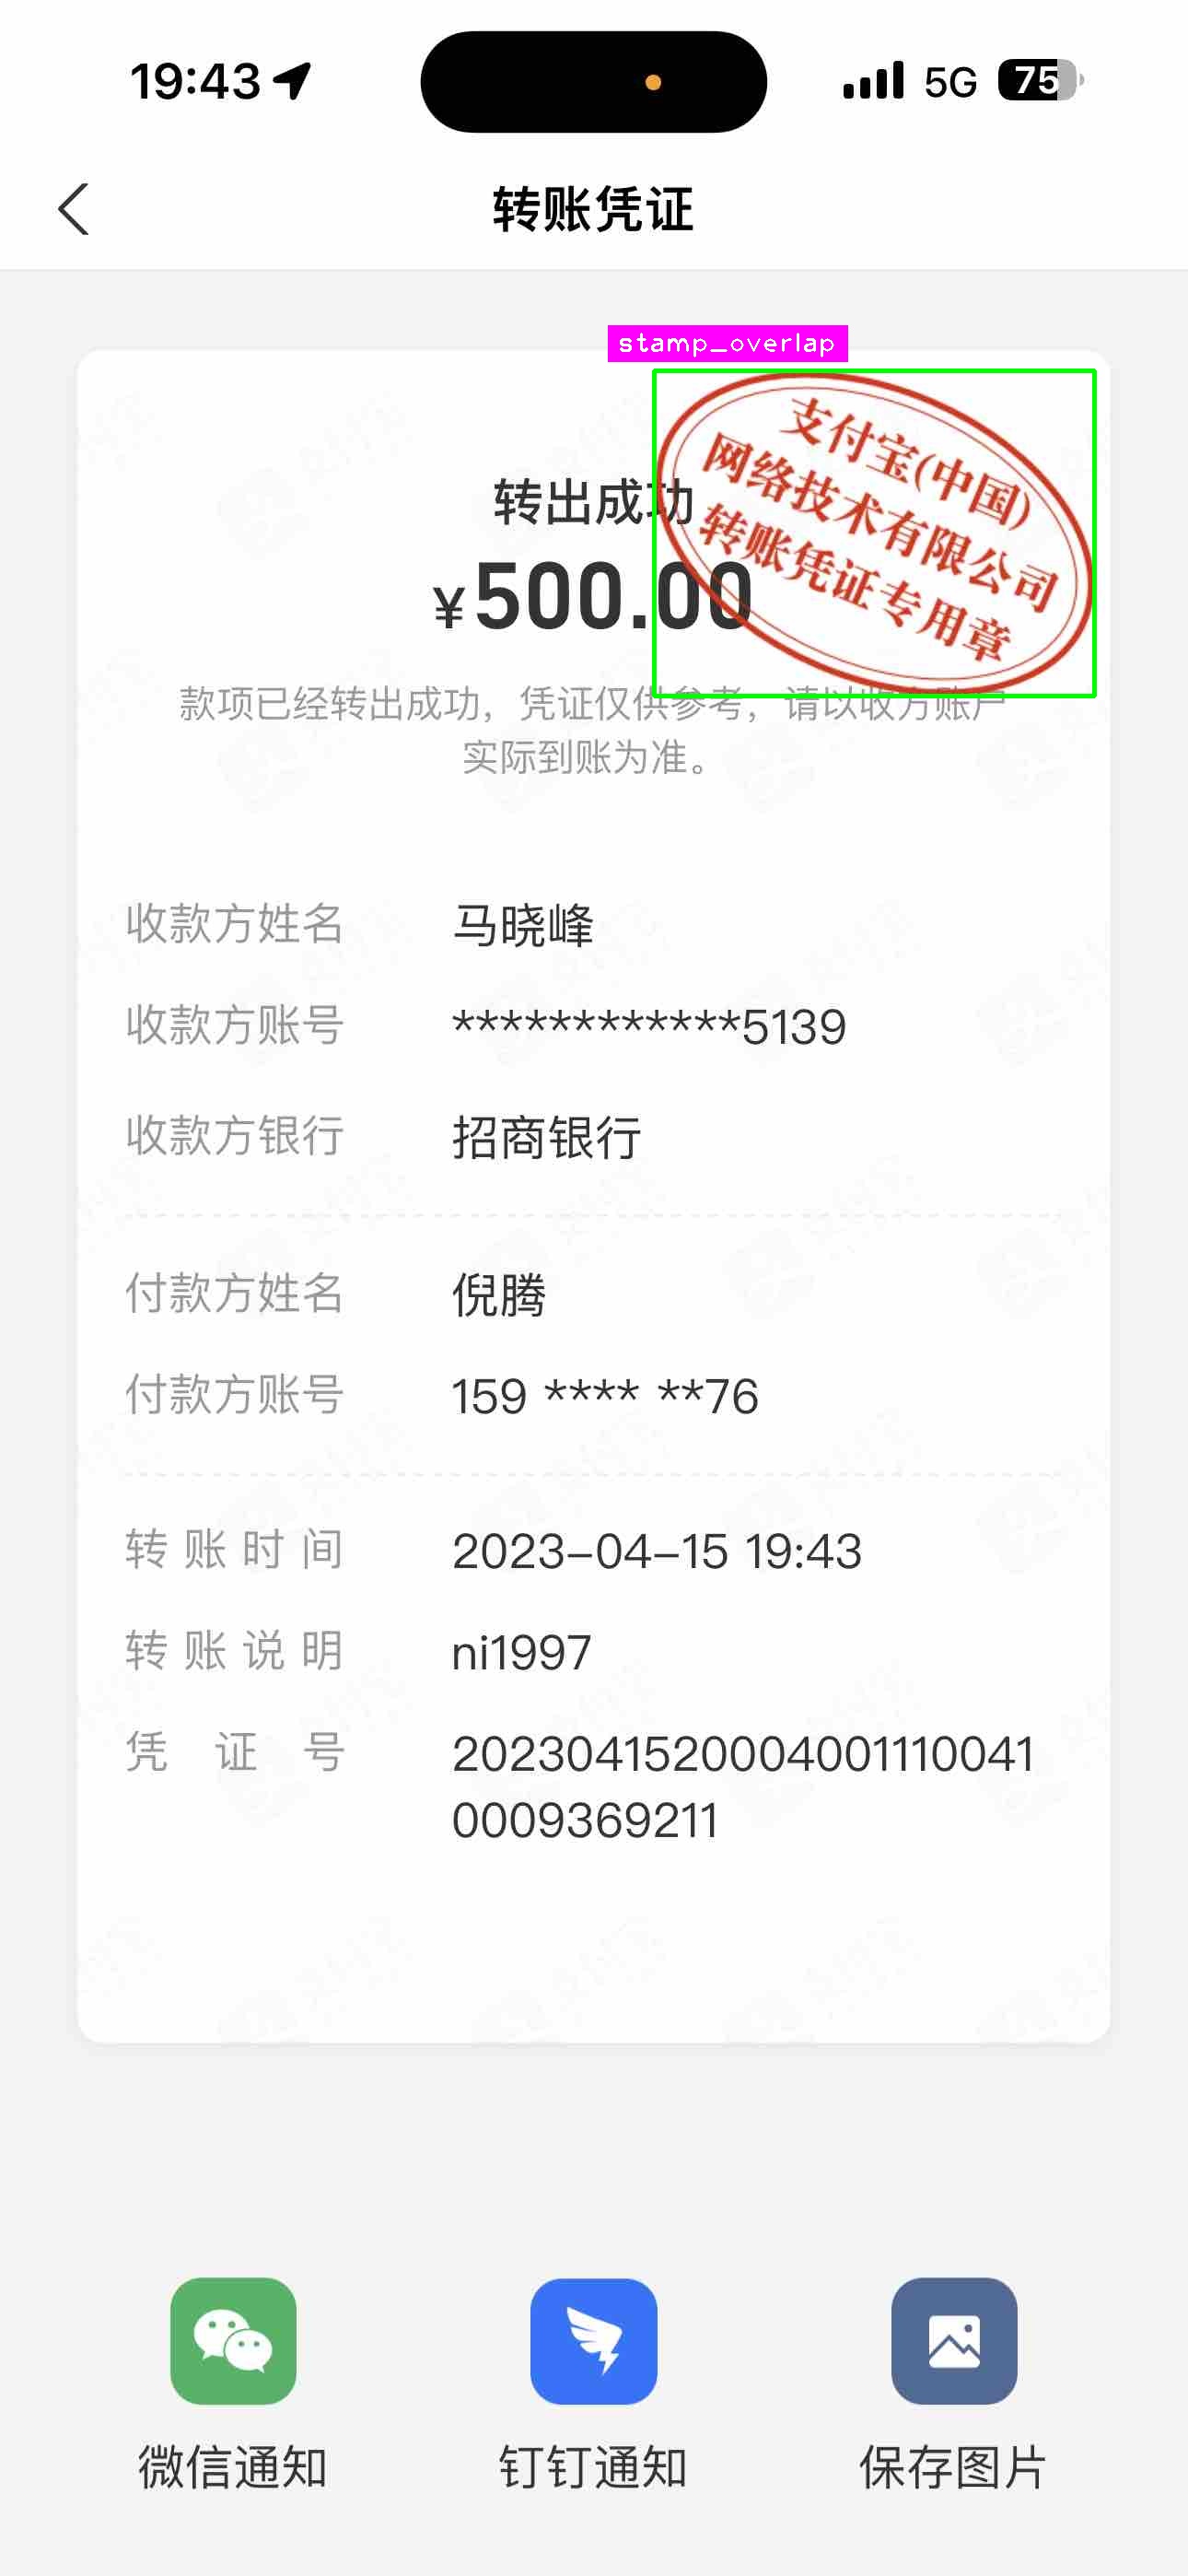 19:43
5G
75
转账凭证
stamp_overlap
支付宝(中国)
网络技术有限公司
转账凭证专用章
转出成功
¥500.00
款项已经转出成功，凭证仅供参考，请以收方账户
实际到账为准。
收款方姓名 马晓峰
收款方账号 ************5139
收款方银行 招商银行
付款方姓名 倪腾
付款方账号 159 **** **76
转账时间 2023-04-15 19:43
转账说明 ni1997
凭证号 2023041520004001110041
0009369211
微信通知
钉钉通知
保存图片